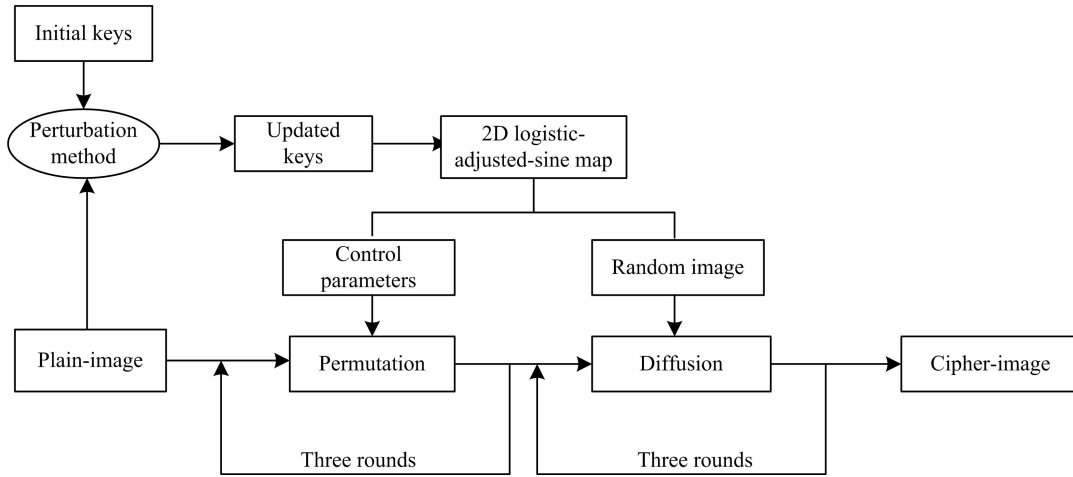 Initial keys
Perturbation
method
Updated
keys
2D logistic-
adjusted-sine map
Control
parameters
Random image
Plain-image
Permutation
Diffusion
Cipher-image
Three rounds
Three rounds